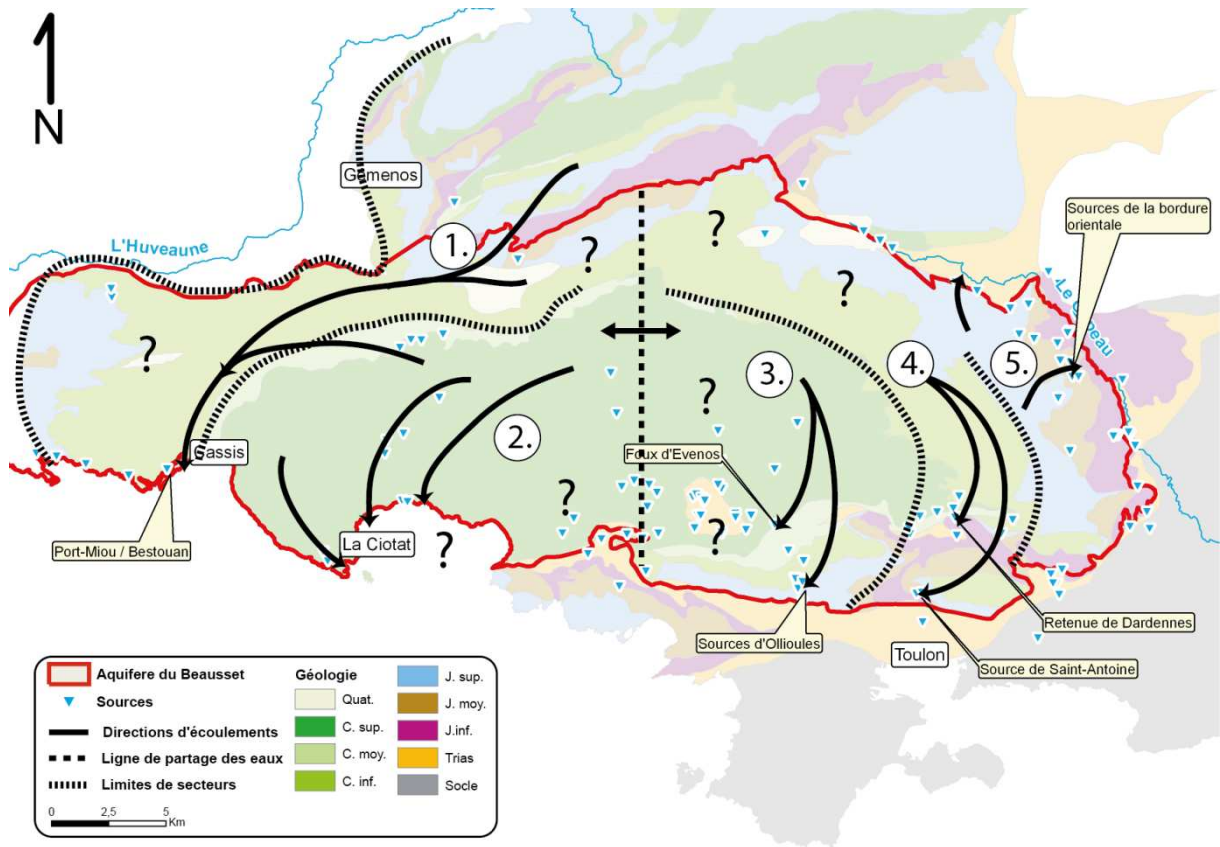 N
Gémenos
L'Huveaune
1.
?
?
?
?
Sources de la bordure
orientale
?
3.
4.
5.
2.
?
Cassis
Foux d'Evenos
?
?
?
La Ciotat
Port-Miou / Bestouan
Sources d'Ollioules
Toulon
Retenue de Dardennes
Source de Saint-Antoine
Aquifere du Beausset
Sources
Directions d'écoulements
Ligne de partage des eaux
Limites de secteurs
0 2,5 5
Km
Géologie
Quat.
C. sup.
C. moy.
C. inf.
J. sup.
J. moy.
J.inf.
Trias
Socle